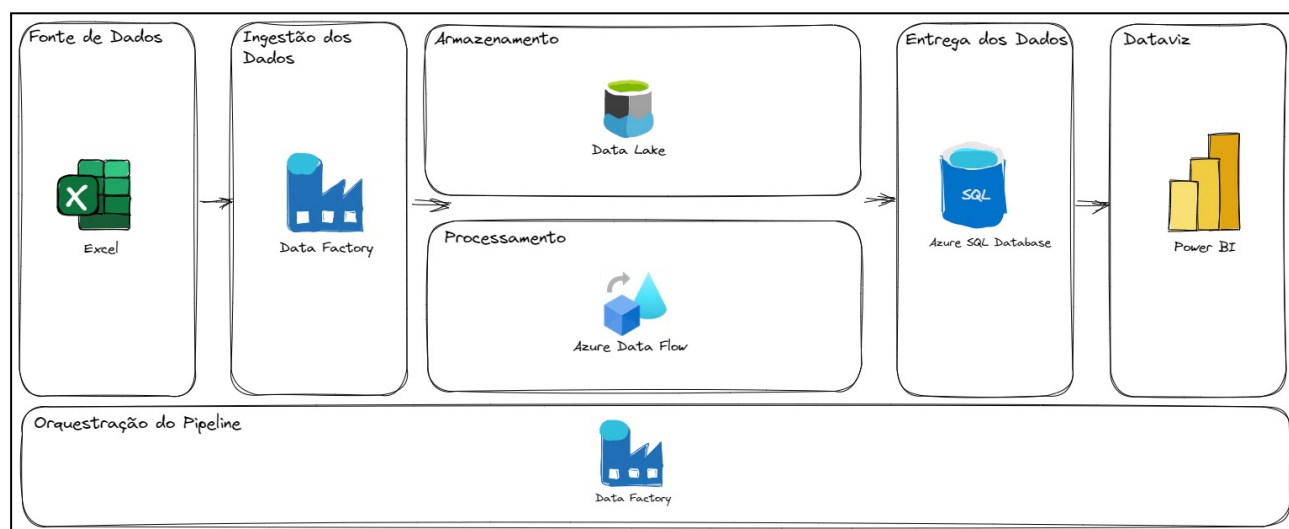 Fonte de Dados
Excel
Ingestão dos
Dados
Data Factory
Armazenamento
Data Lake
Processamento
Azure Data Flow
Entrega dos Dados
SQL
Azure SQL Database
Dataviz
Power BI
Orquestração do Pipeline
Data Factory